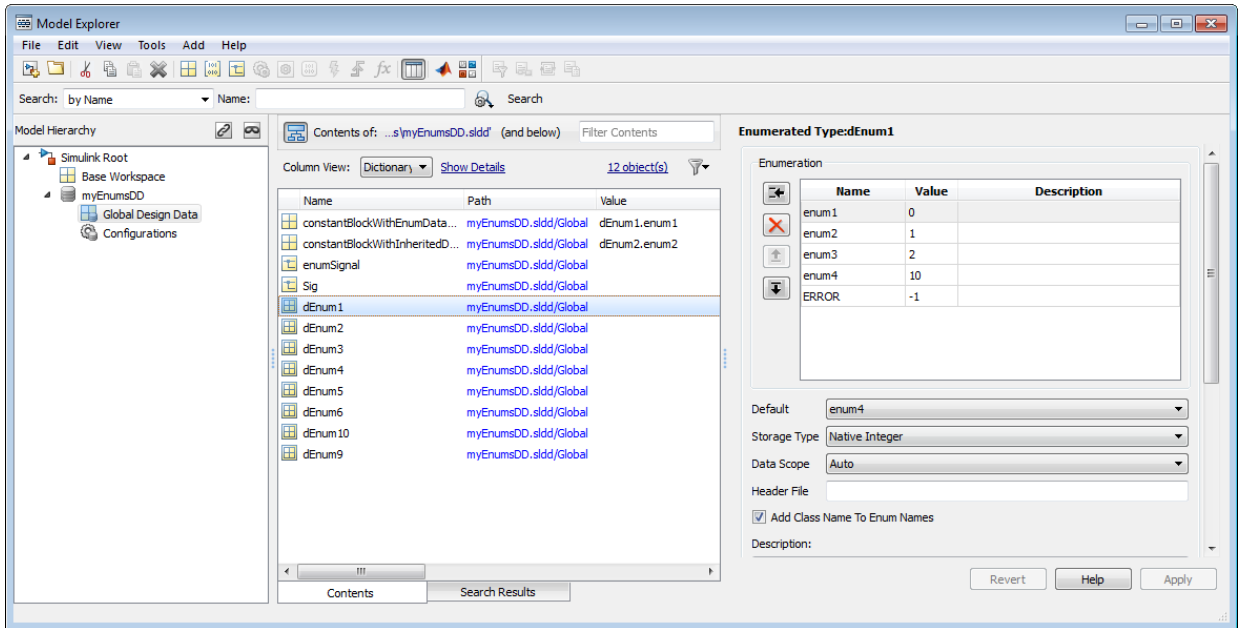 Model Explorer
File Edit View Tools Add Help
Search: by Name Name: Search
Model Hierarchy
Simulink Root
Base Workspace
myEnumsDD
Global Design Data
Configurations
Contents of: ...s\myEnumsDD.sldd' (and below) Filter Contents
Column View: Dictionary Show Details 12 object(s)
Name Path Value
constantBlockWithEnumData... myEnumsDD.sldd/Global dEnum1.enum1
constantBlockWithInheritedD... myEnumsDD.sldd/Global dEnum2.enum2
enumSignal myEnumsDD.sldd/Global
Sig myEnumsDD.sldd/Global
dEnum1 myEnumsDD.sldd/Global
dEnum2 myEnumsDD.sldd/Global
dEnum3 myEnumsDD.sldd/Global
dEnum4 myEnumsDD.sldd/Global
dEnum5 myEnumsDD.sldd/Global
dEnum6 myEnumsDD.sldd/Global
dEnum10 myEnumsDD.sldd/Global
dEnum9 myEnumsDD.sldd/Global
Contents Search Results
Enumerated Type:dEnum1
Enumeration
Name Value Description
enum1 0
enum2 1
enum3 2
enum4 10
ERROR -1
Default enum4
Storage Type Native Integer
Data Scope Auto
Header File
Add Class Name To Enum Names
Description:
Revert Help Apply